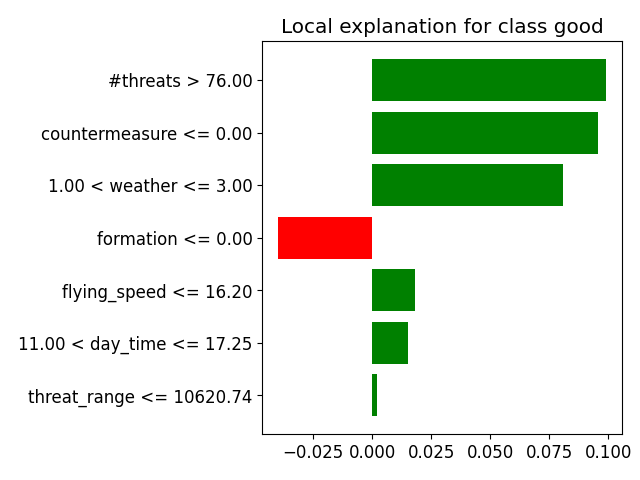 Local explanation for class good
#threats > 76.00
countermeasure <= 0.00
1.00 < weather <= 3.00
formation <= 0.00
flying_speed <= 16.20
11.00 < day_time <= 17.25
threat_range <= 10620.74
−0.025 0.000 0.025 0.050 0.075 0.100